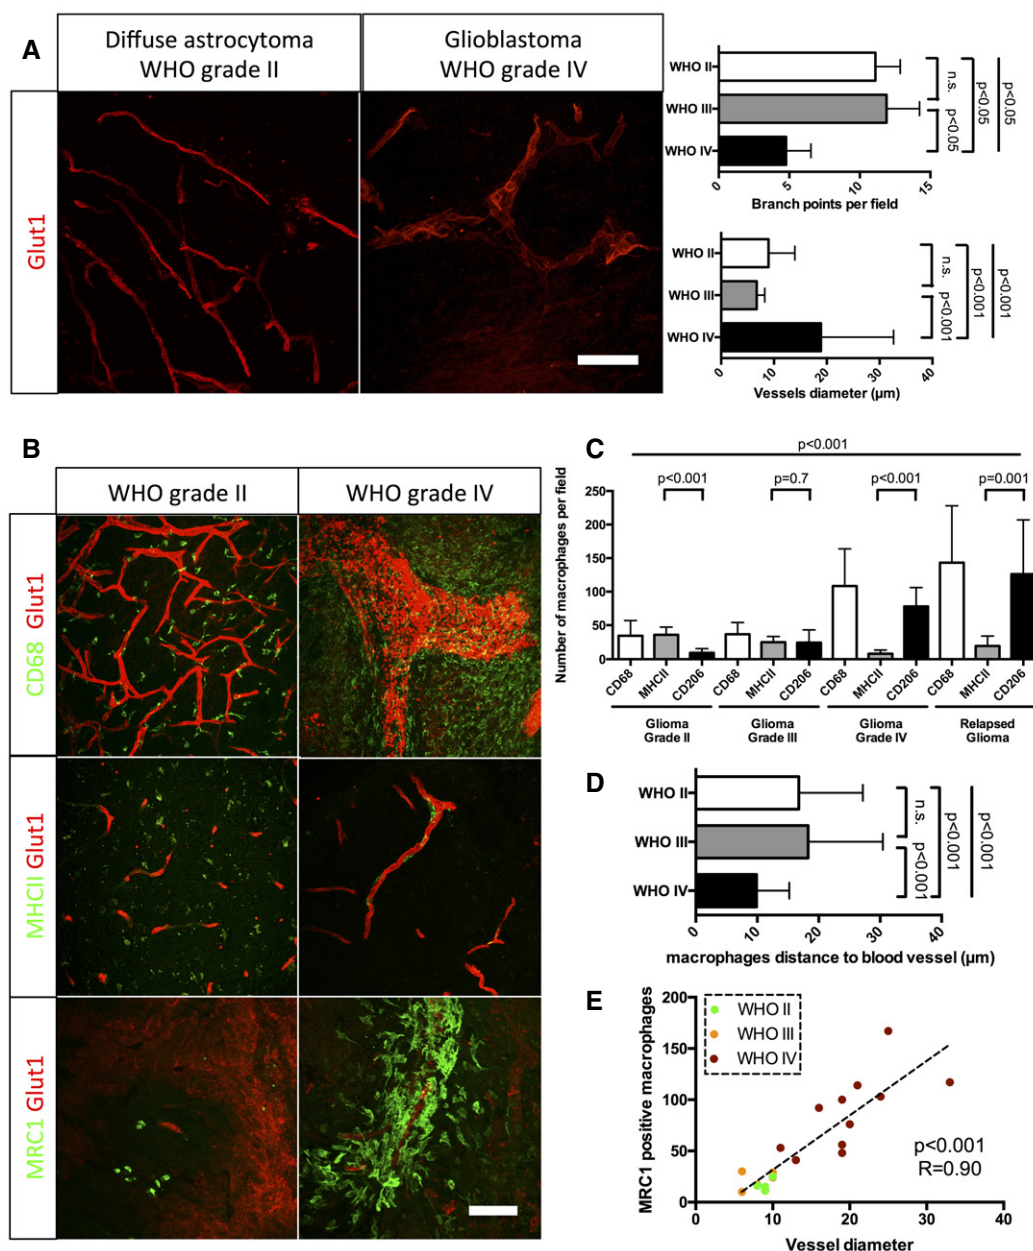 A
Diffuse astrocytoma
WHO grade II
Glioblastoma
WHO grade IV
Glut1
WHO II
WHO III
WHO IV
n.s.
p<0.05
p<0.05
p<0.05
0 5 10 15
Branch points per field
WHO II
WHO III
WHO IV
n.s.
p<0.001
p<0.001
p<0.001
0 10 20 30 40
Vessels diameter (µm)
B
WHO grade II
WHO grade IV
CD68 Glut1
MHCII Glut1
MRC1 Glut1
C
p<0.001
p<0.001
p=0.7
p<0.001
p=0.001
Number of macrophages per field
250
200
150
100
50
0
CD68 MHCII CD206 CD68 MHCII CD206 CD68 MHCII CD206 CD68 MHCII CD206
Glioma
Grade II
Glioma
Grade III
Glioma
Grade IV
Relapsed
Glioma
D
WHO II
WHO III
WHO IV
n.s.
p<0.001
p<0.001
p<0.001
0 10 20 30 40
macrophages distance to blood vessel (µm)
E
MRC1 positive macrophages
200
150
100
50
0
WHO II
WHO III
WHO IV
p<0.001
R=0.90
0 10 20 30 40
Vessel diameter